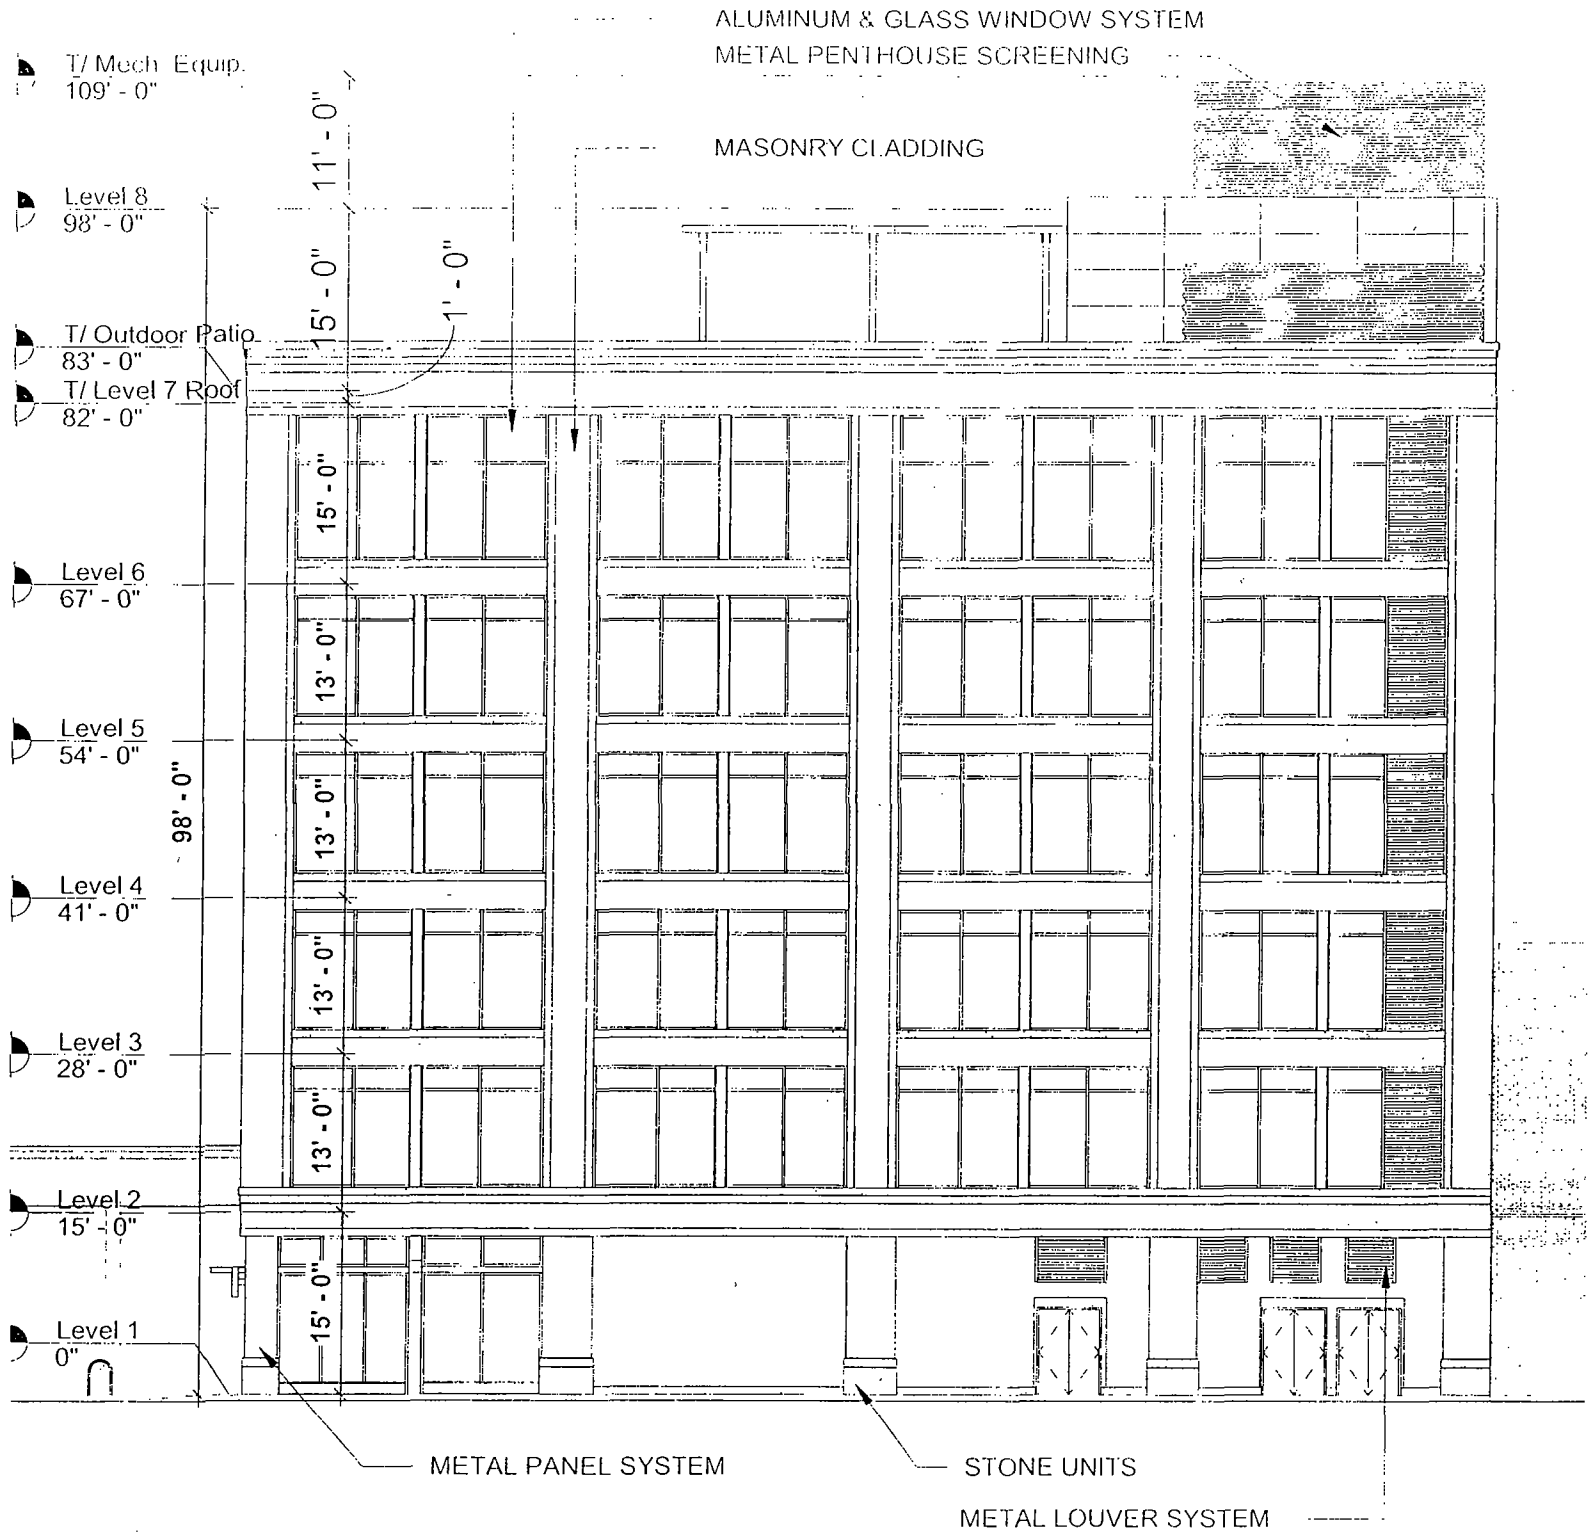 ALUMINUM & GLASS WINDOW SYSTEM
METAL PENTHOUSE SCREENING
MASONRY CLADDING
T/ Mech Equip.
109' - 0"
Level 8
98' - 0"
T/ Outdoor Patio
83' - 0"
T/ Level 7 Roof
82' - 0"
Level 6
67' - 0"
Level 5
54' - 0"
Level 4
41' - 0"
Level 3
28' - 0"
Level 2
15' - 0"
Level 1
0"
98' - 0"
11' - 0"
15' - 0"
1' - 0"
15' - 0"
13' - 0"
13' - 0"
13' - 0"
13' - 0"
15' - 0"
METAL PANEL SYSTEM
STONE UNITS
METAL LOUVER SYSTEM